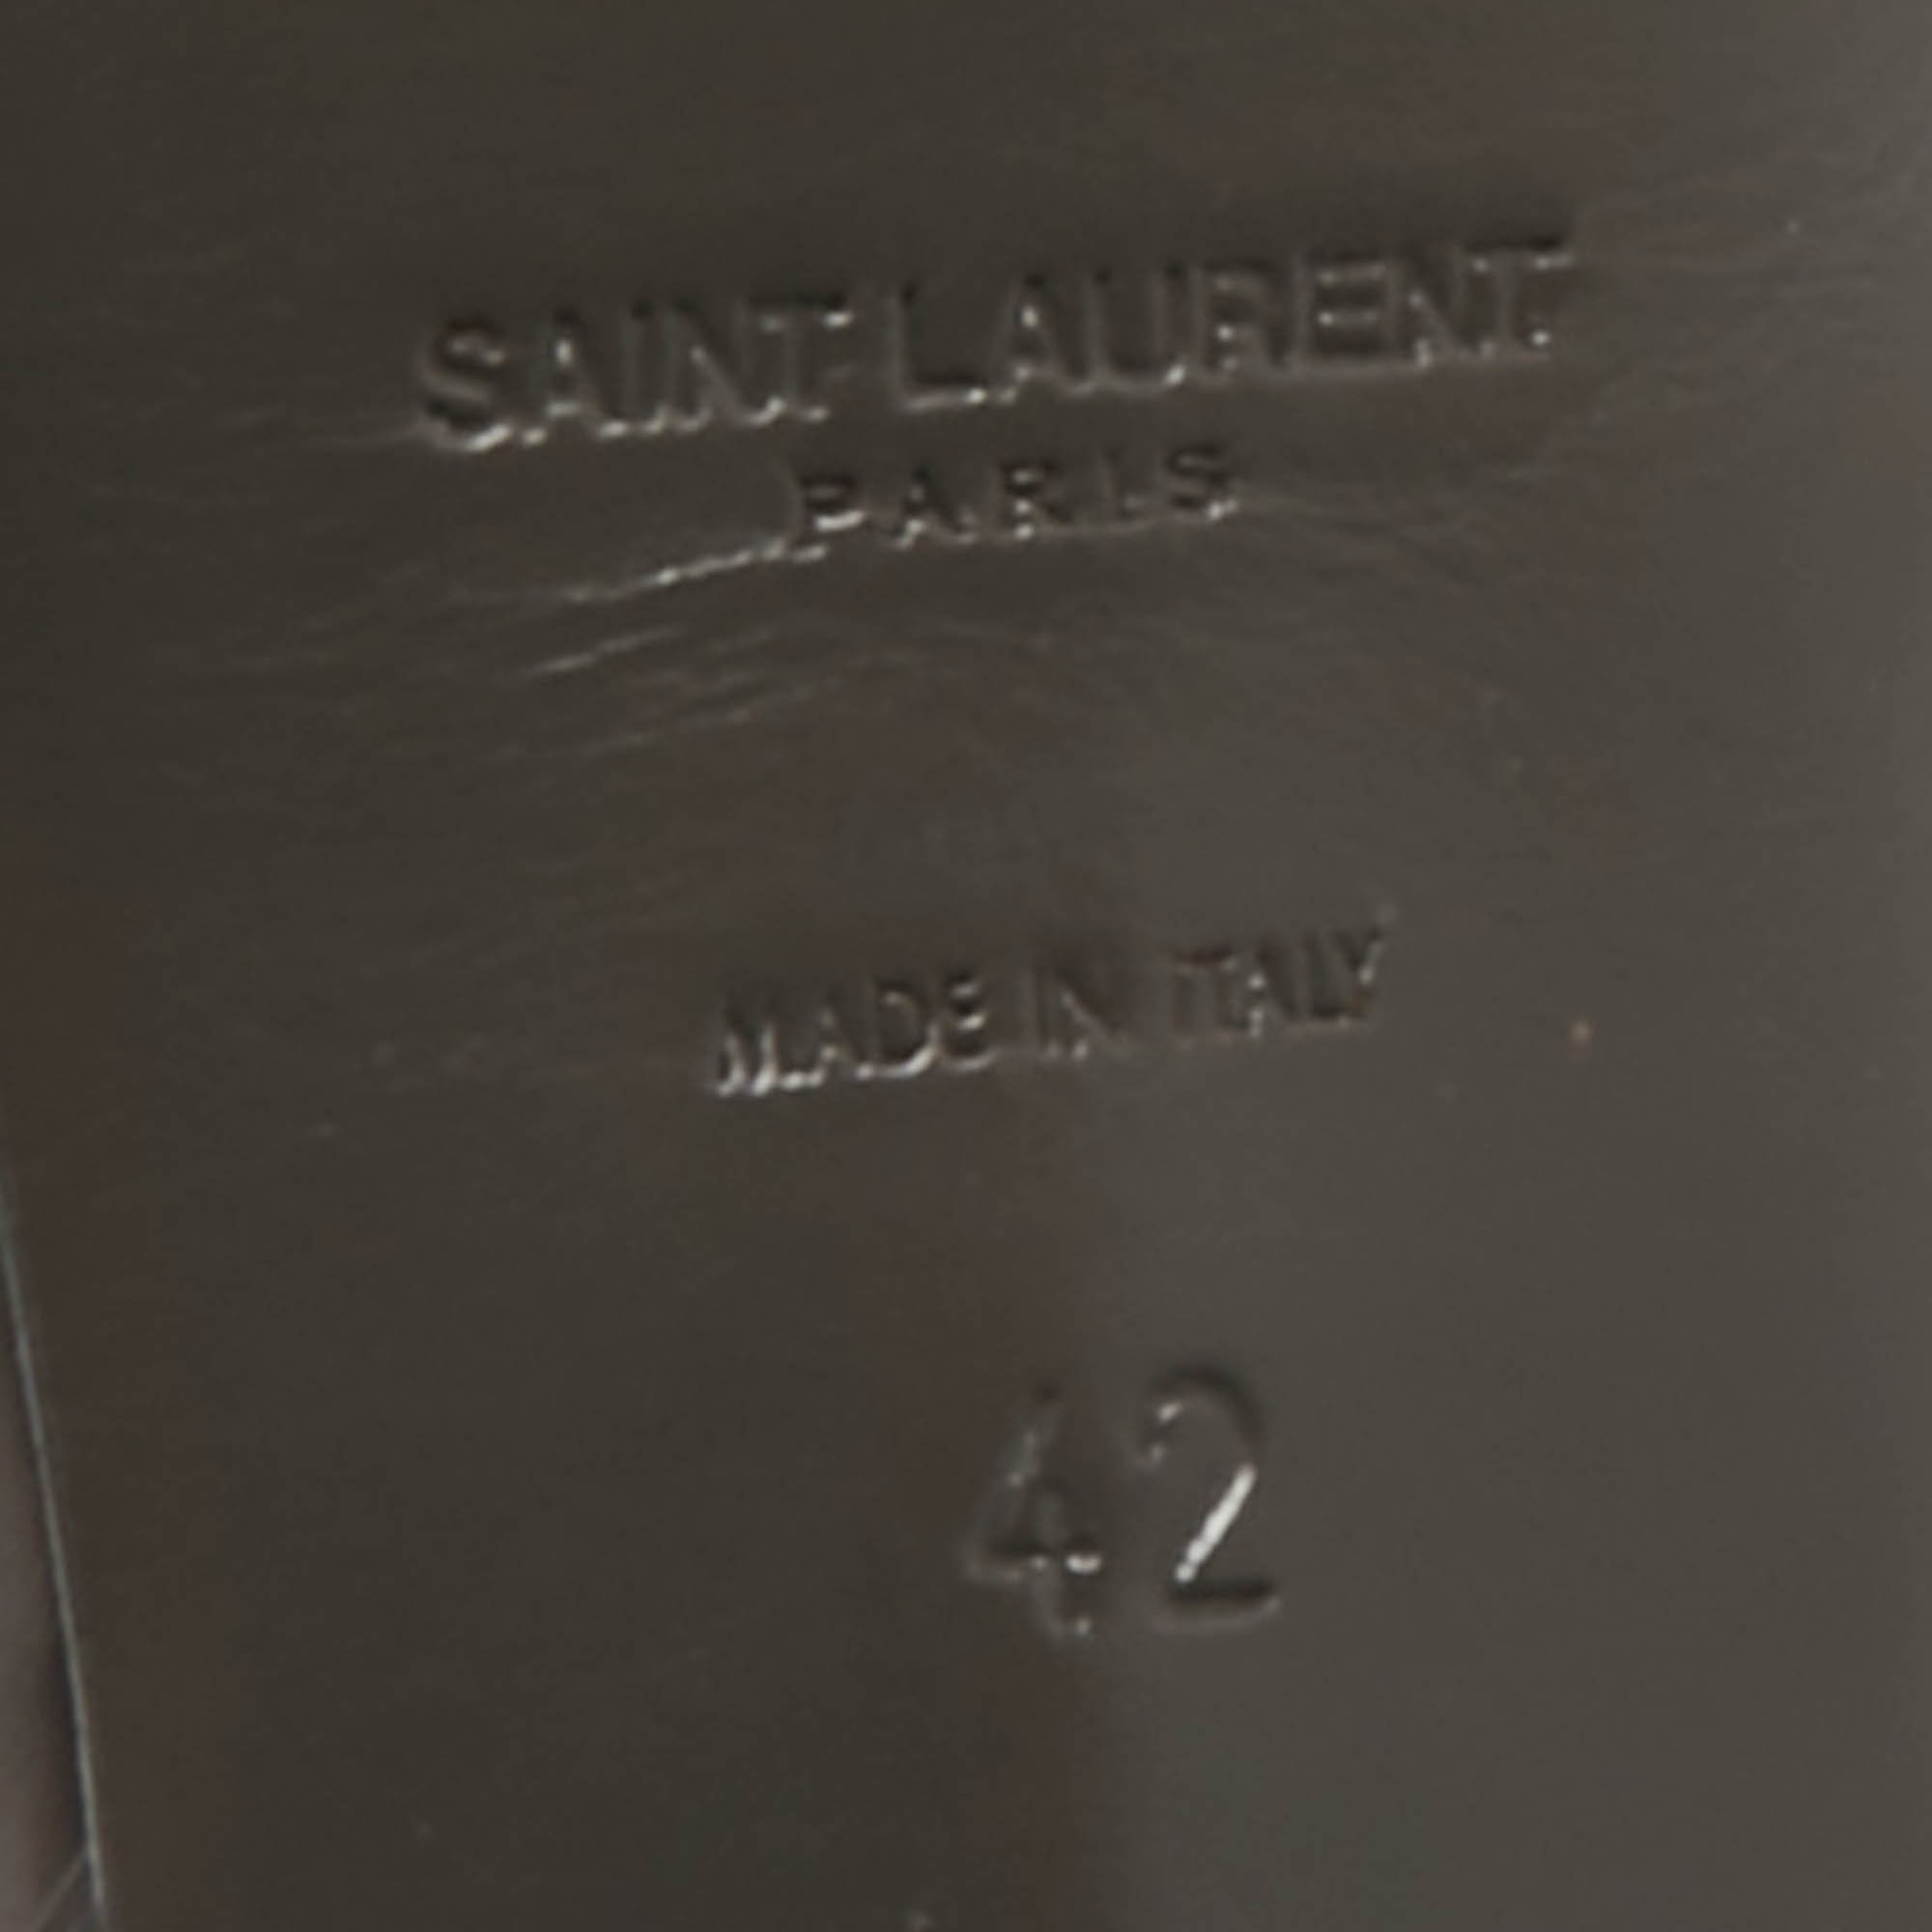 SAINT LAURENT
PARIS
MADE IN ITALY
42